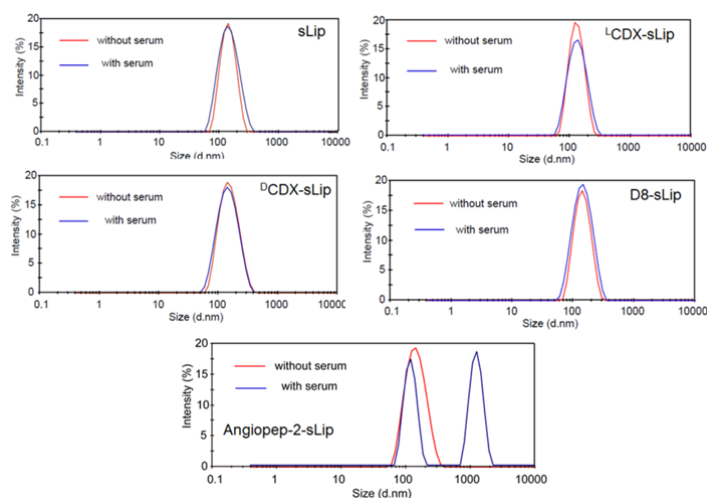 sLip
without serum
with serum
Intensity (%)
20
15
10
5
0
0.1
1
10
100
1000
10000
Size (d.nm)
ᴸCDX-sLip
without serum
with serum
Intensity (%)
20
15
10
5
0
0.1
1
10
100
1000
10000
Size (d.nm)
ᴰCDX-sLip
without serum
with serum
Intensity (%)
20
15
10
5
0
0.1
1
10
100
1000
10000
Size (d.nm)
D8-sLip
without serum
with serum
Intensity (%)
20
15
10
5
0
0.1
1
10
100
1000
10000
Size (d.nm)
without serum
with serum
Angiopep-2-sLip
Intensity (%)
20
15
10
5
0
0.1
1
10
100
1000
10000
Size (d.nm)